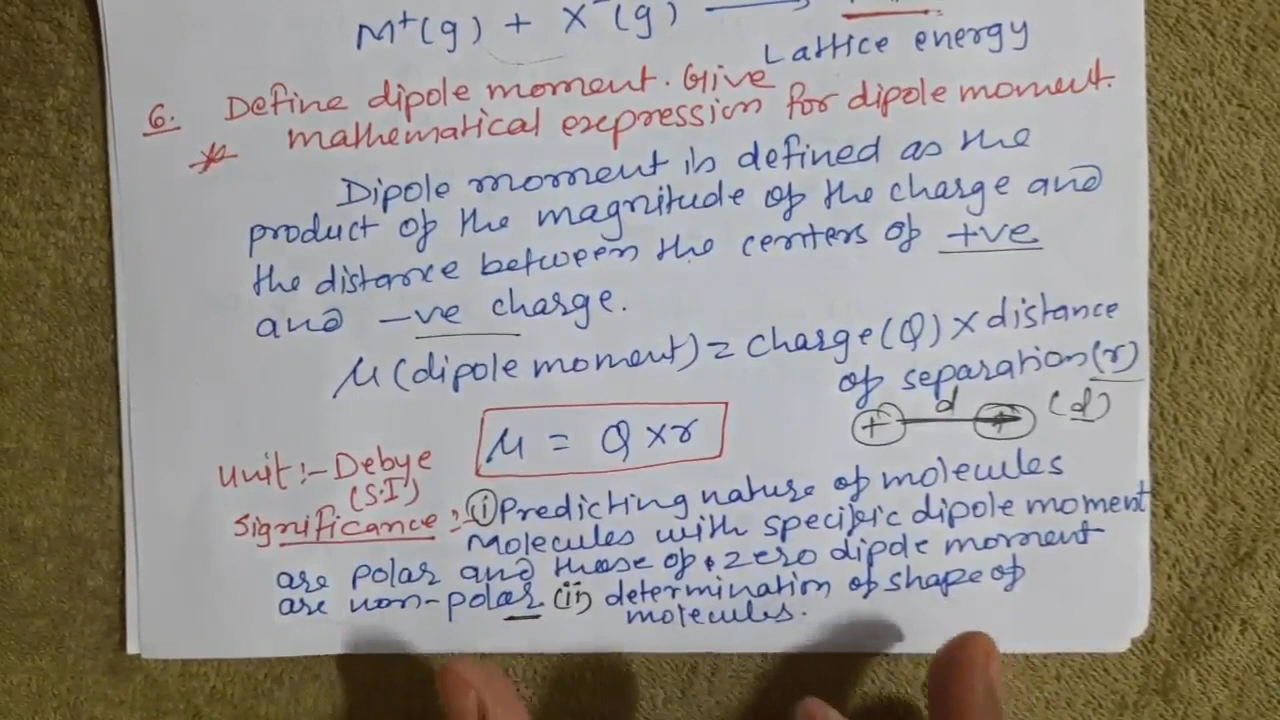 M⁺(g) + X⁻(g)
Lattice energy
6. Define dipole moment. Give
mathematical expression for dipole moment.
Dipole moment is defined as the
product of the magnitude of the charge and
the distance between the centers of +ve
and -ve charge.
μ (dipole moment) = charge (Q) × distance
of separation (r)
d (d)
+ +
μ = Q × r
Unit :- Debye
(S.I)
Significance :- (i) Predicting nature of molecules
Molecules with specific dipole moment
are polar and those of zero dipole moment
are non-polar (ii) determination of shape of
molecules.